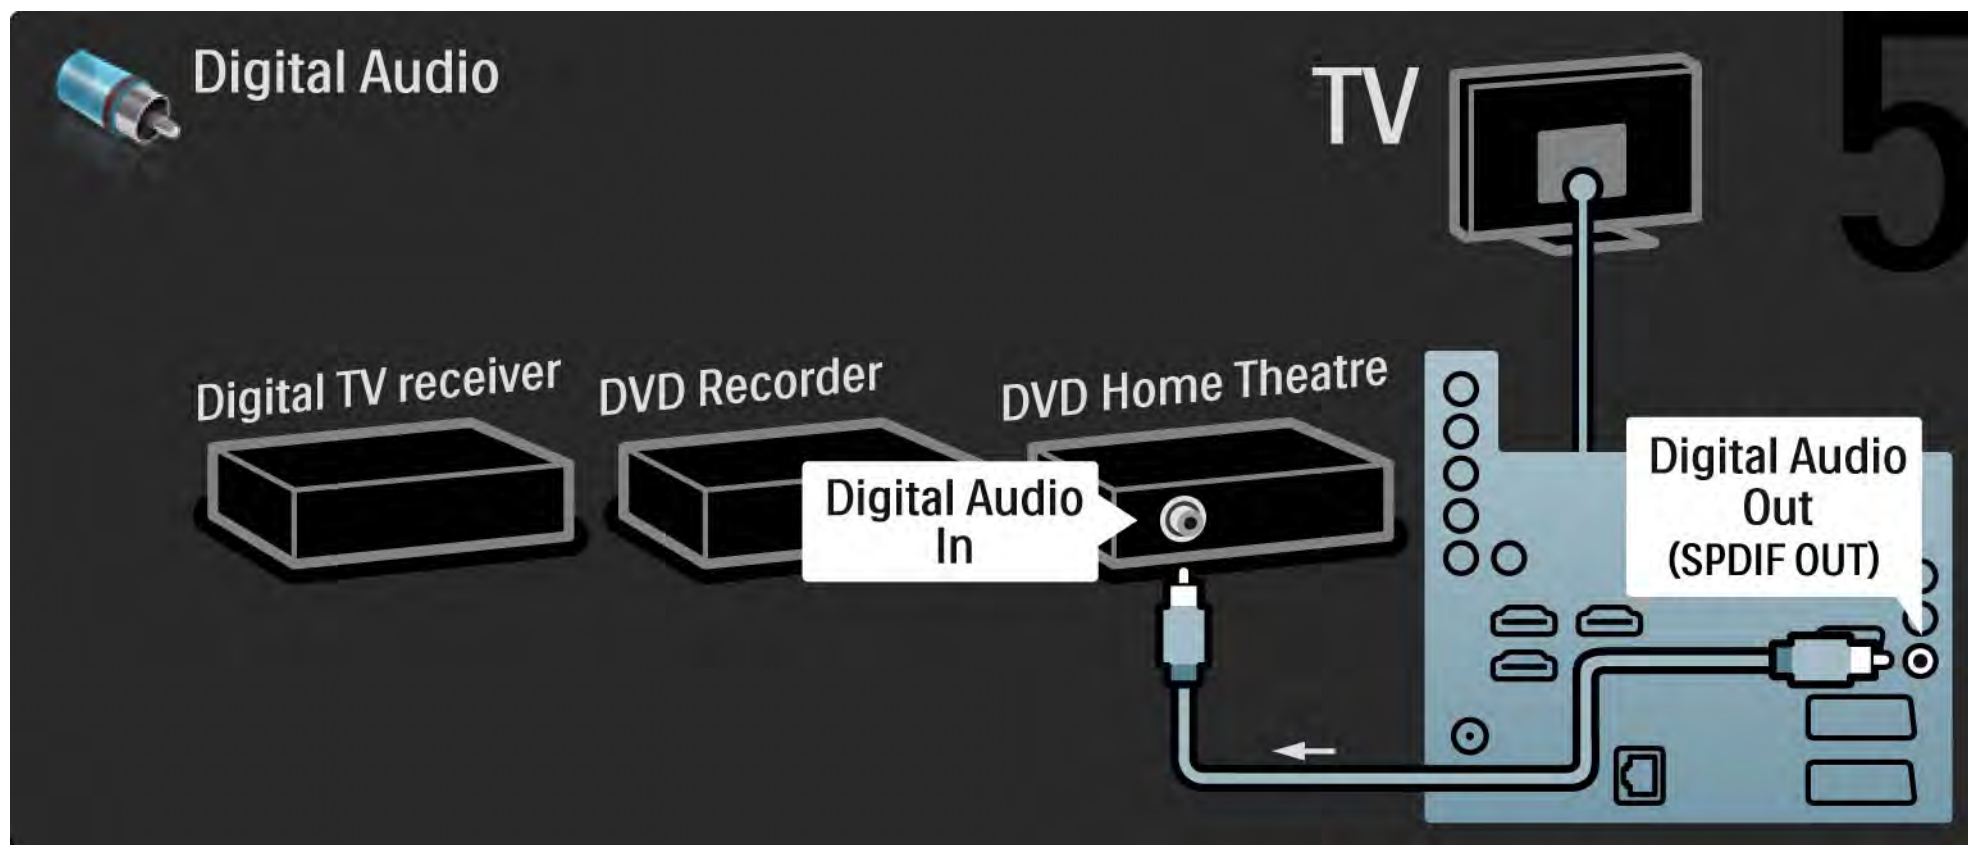 Digital Audio
TV
5
Digital TV receiver
DVD Recorder
DVD Home Theatre
Digital Audio
In
Digital Audio
Out
(SPDIF OUT)